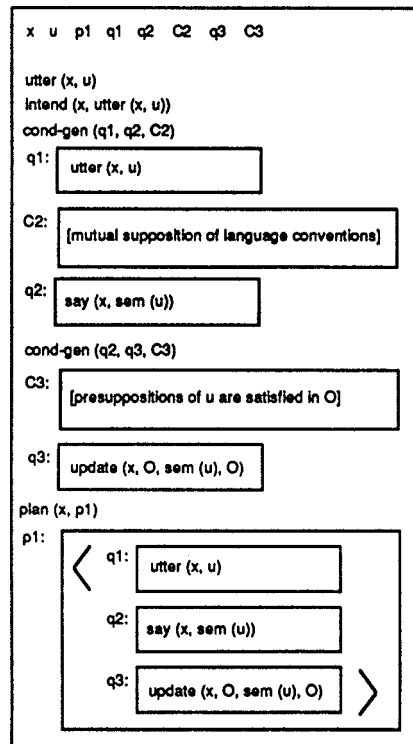 x u p1 q1 q2 C2 q3 C3
utter (x, u)
intend (x, utter (x, u))
cond-gen (q1, q2, C2)
q1: utter (x, u)
C2: [mutual supposition of language conventions]
q2: say (x, sem (u))
cond-gen (q2, q3, C3)
C3: [presuppositions of u are satisfied in O]
q3: update (x, O, sem (u), O)
plan (x, p1)
p1:
q1: utter (x, u)
q2: say (x, sem (u))
q3: update (x, O, sem (u), O)